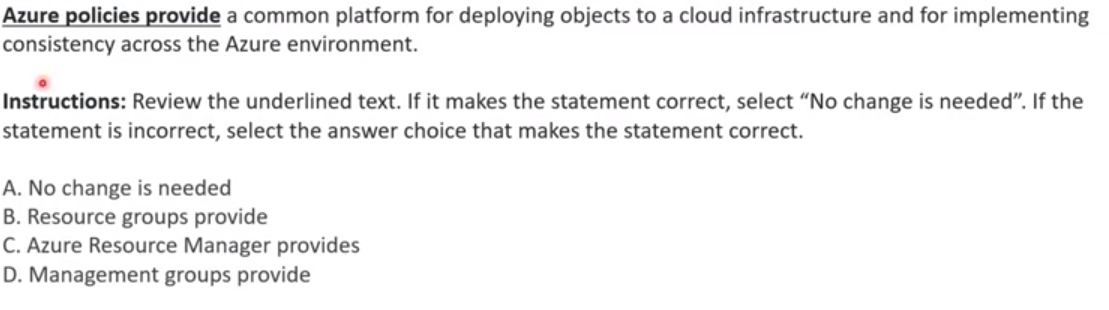 Azure policies provide a common platform for deploying objects to a cloud infrastructure and for implementing
consistency across the Azure environment.
Instructions: Review the underlined text. If it makes the statement correct, select “No change is needed”. If the
statement is incorrect, select the answer choice that makes the statement correct.
A. No change is needed
B. Resource groups provide
C. Azure Resource Manager provides
D. Management groups provide